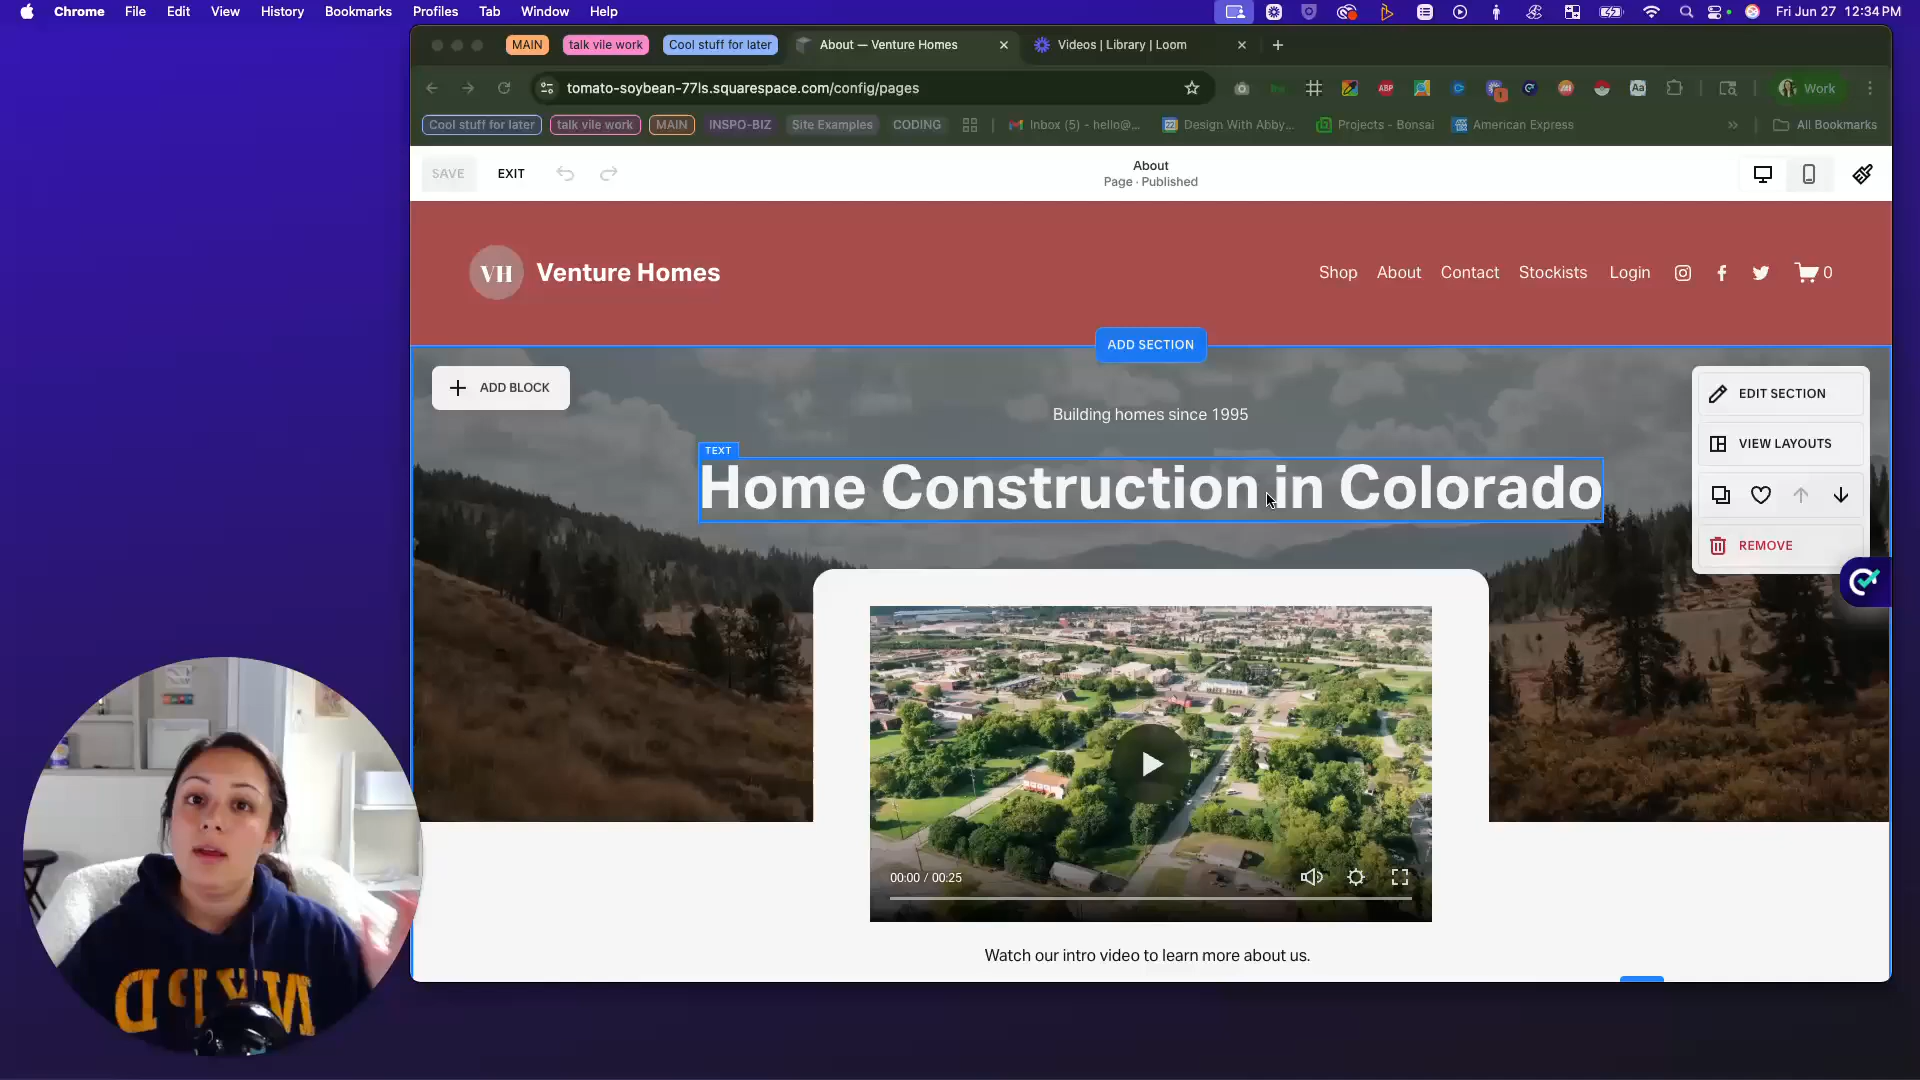 Chrome File Edit View History Bookmarks Profiles Tab Window Help Fri Jun 27 12:34 PM
MAIN talk vile work Cool stuff for later About — Venture Homes Videos | Library | Loom
tomato-soybean-77ls.squarespace.com/config/pages ABP 1 Aa Work
Cool stuff for later talk vile work MAIN INSPO-BIZ Site Examples CODING Inbox (5) - hello@... 22 Design With Abby... Projects - Bonsai American Express » All Bookmarks
SAVE EXIT
About
Page · Published
VH Venture Homes Shop About Contact Stockists Login 0
ADD SECTION
ADD BLOCK
EDIT SECTION
VIEW LAYOUTS
REMOVE
Building homes since 1995
TEXT
Home Construction in Colorado
00:00 / 00:25
Watch our intro video to learn more about us.